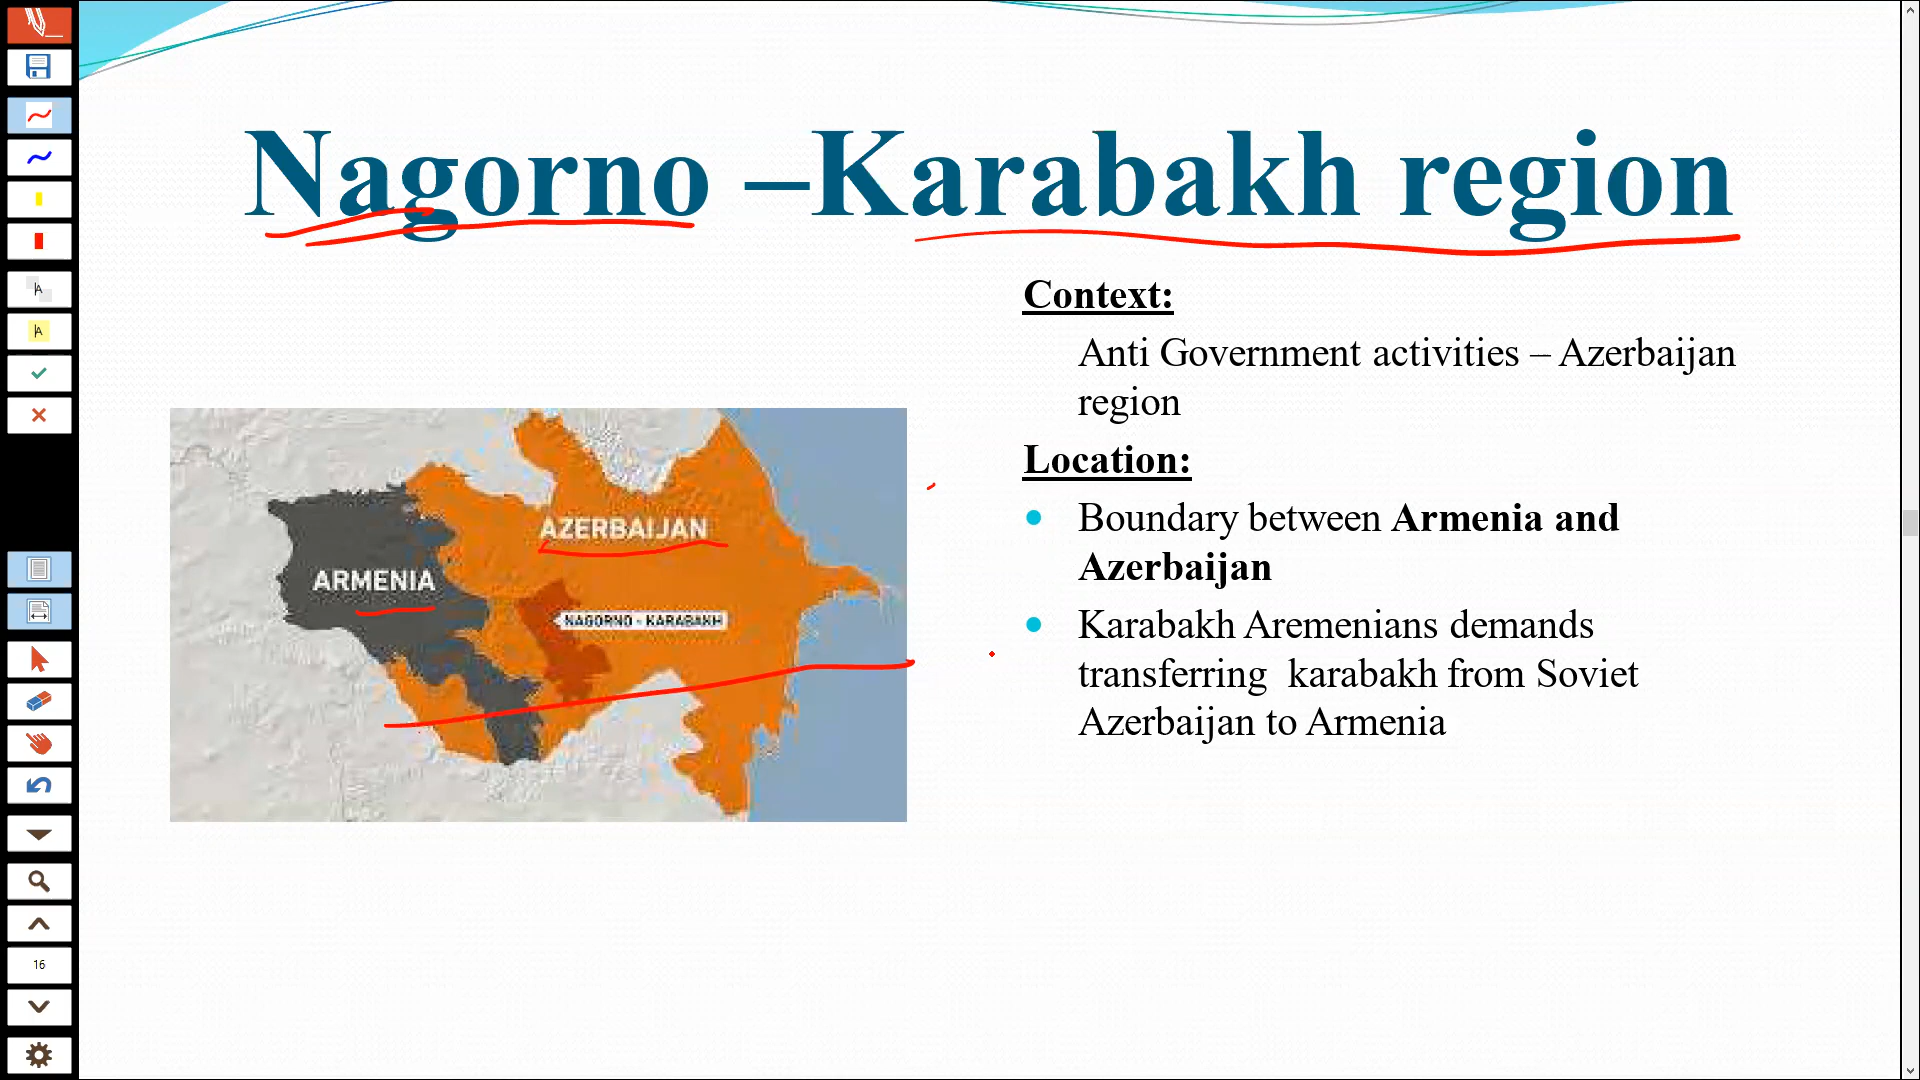 Nagorno –Karabakh region
Context:
Anti Government activities – Azerbaijan
region
Location:
Boundary between Armenia and
Azerbaijan
Karabakh Aremenians demands
transferring karabakh from Soviet
Azerbaijan to Armenia
AZERBAIJAN
ARMENIA
NAGORNO - KARABAKH
A
A
16